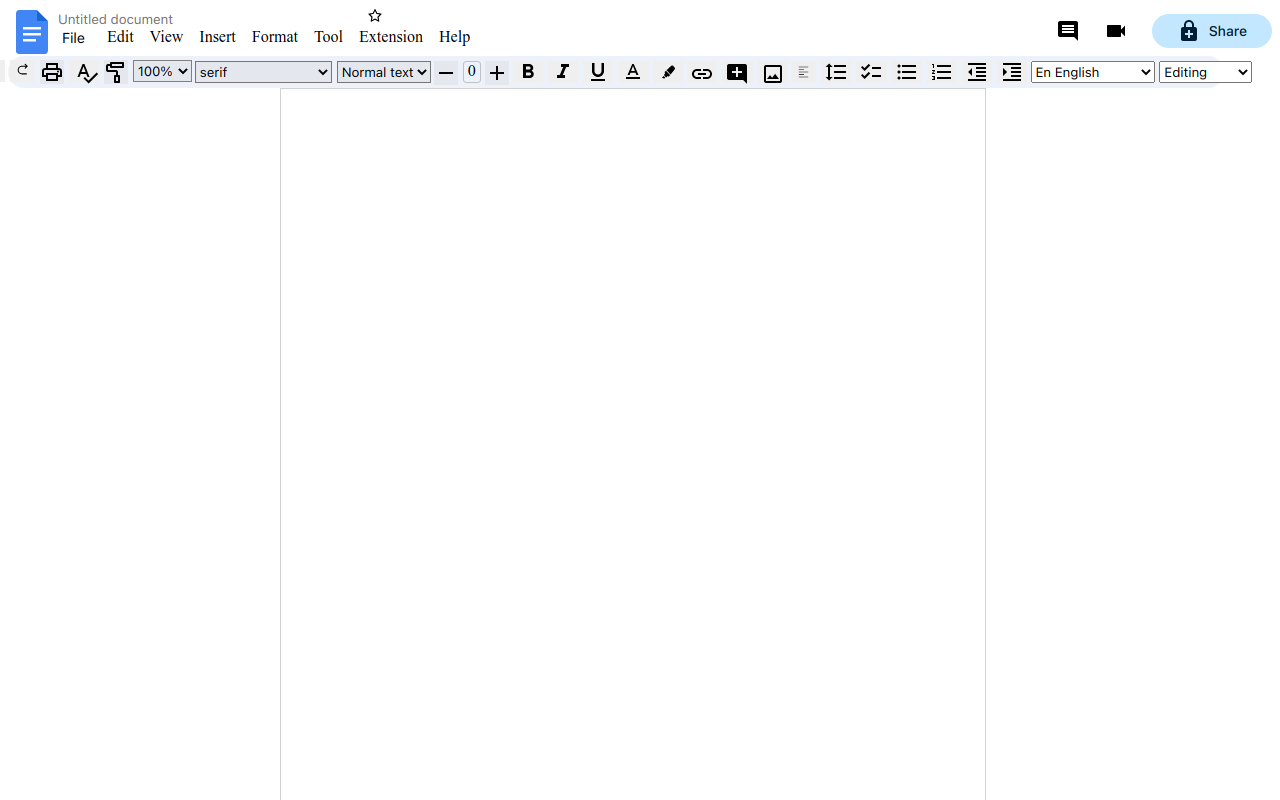 Untitled document
File Edit View Insert Format Tool Extension Help
Share
100% serif Normal text 0 B I U A En English Editing